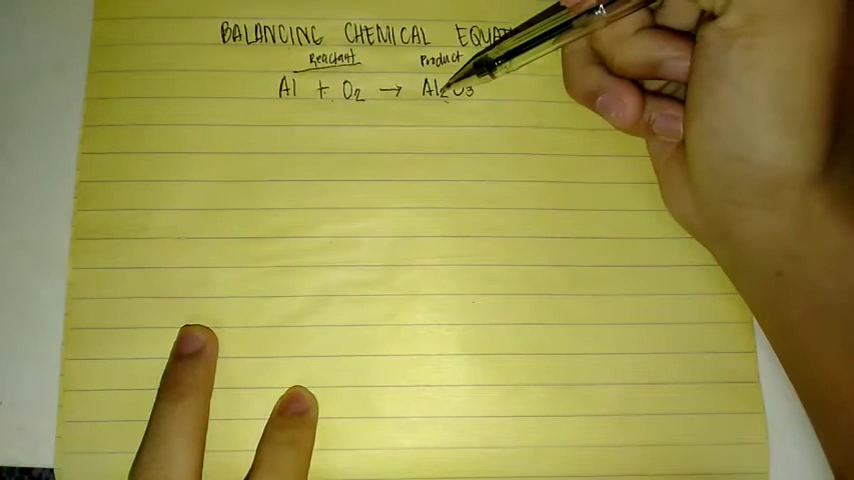 BALANCING CHEMICAL
Reactant Product
Al + O2 → Al2O3